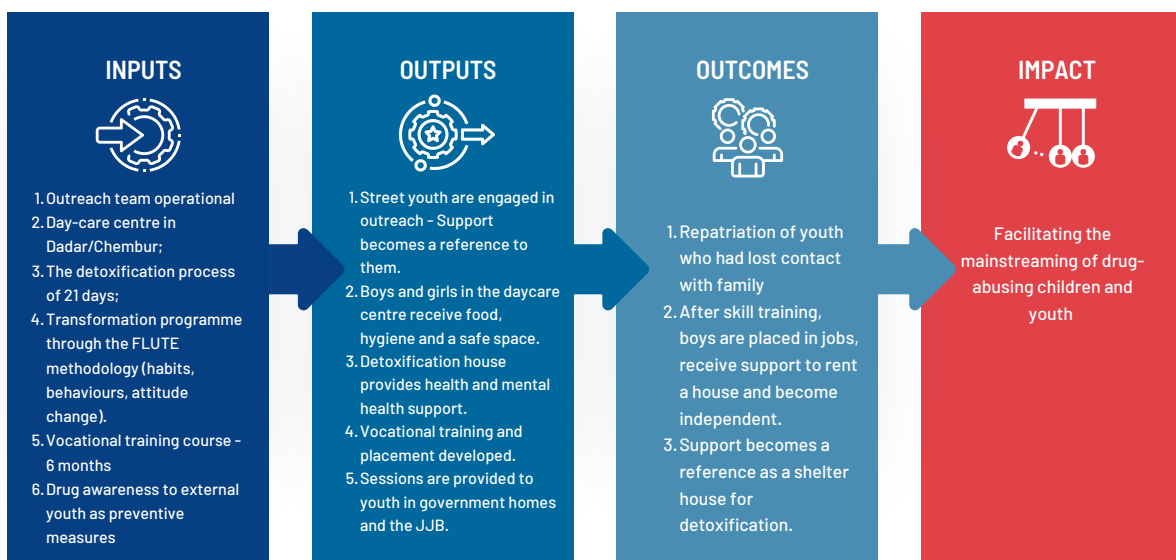 INPUTS
1. Outreach team operational
2. Day-care centre in
Dadar/Chembur;
3. The detoxification process
of 21 days;
4. Transformation programme
through the FLUTE
methodology (habits,
behaviours, attitude
change).
5. Vocational training course -
6 months
6. Drug awareness to external
youth as preventive
measures
OUTPUTS
1. Street youth are engaged in
outreach - Support
becomes a reference to
them.
2. Boys and girls in the daycare
centre receive food,
hygiene and a safe space.
3. Detoxification house
provides health and mental
health support.
4. Vocational training and
placement developed.
5. Sessions are provided to
youth in government homes
and the JJB.
OUTCOMES
1. Repatriation of youth
who had lost contact
with family
2. After skill training,
boys are placed in jobs,
receive support to rent
a house and become
independent.
3. Support becomes a
reference as a shelter
house for
detoxification.
IMPACT
Facilitating the
mainstreaming of drug-
abusing children and
youth